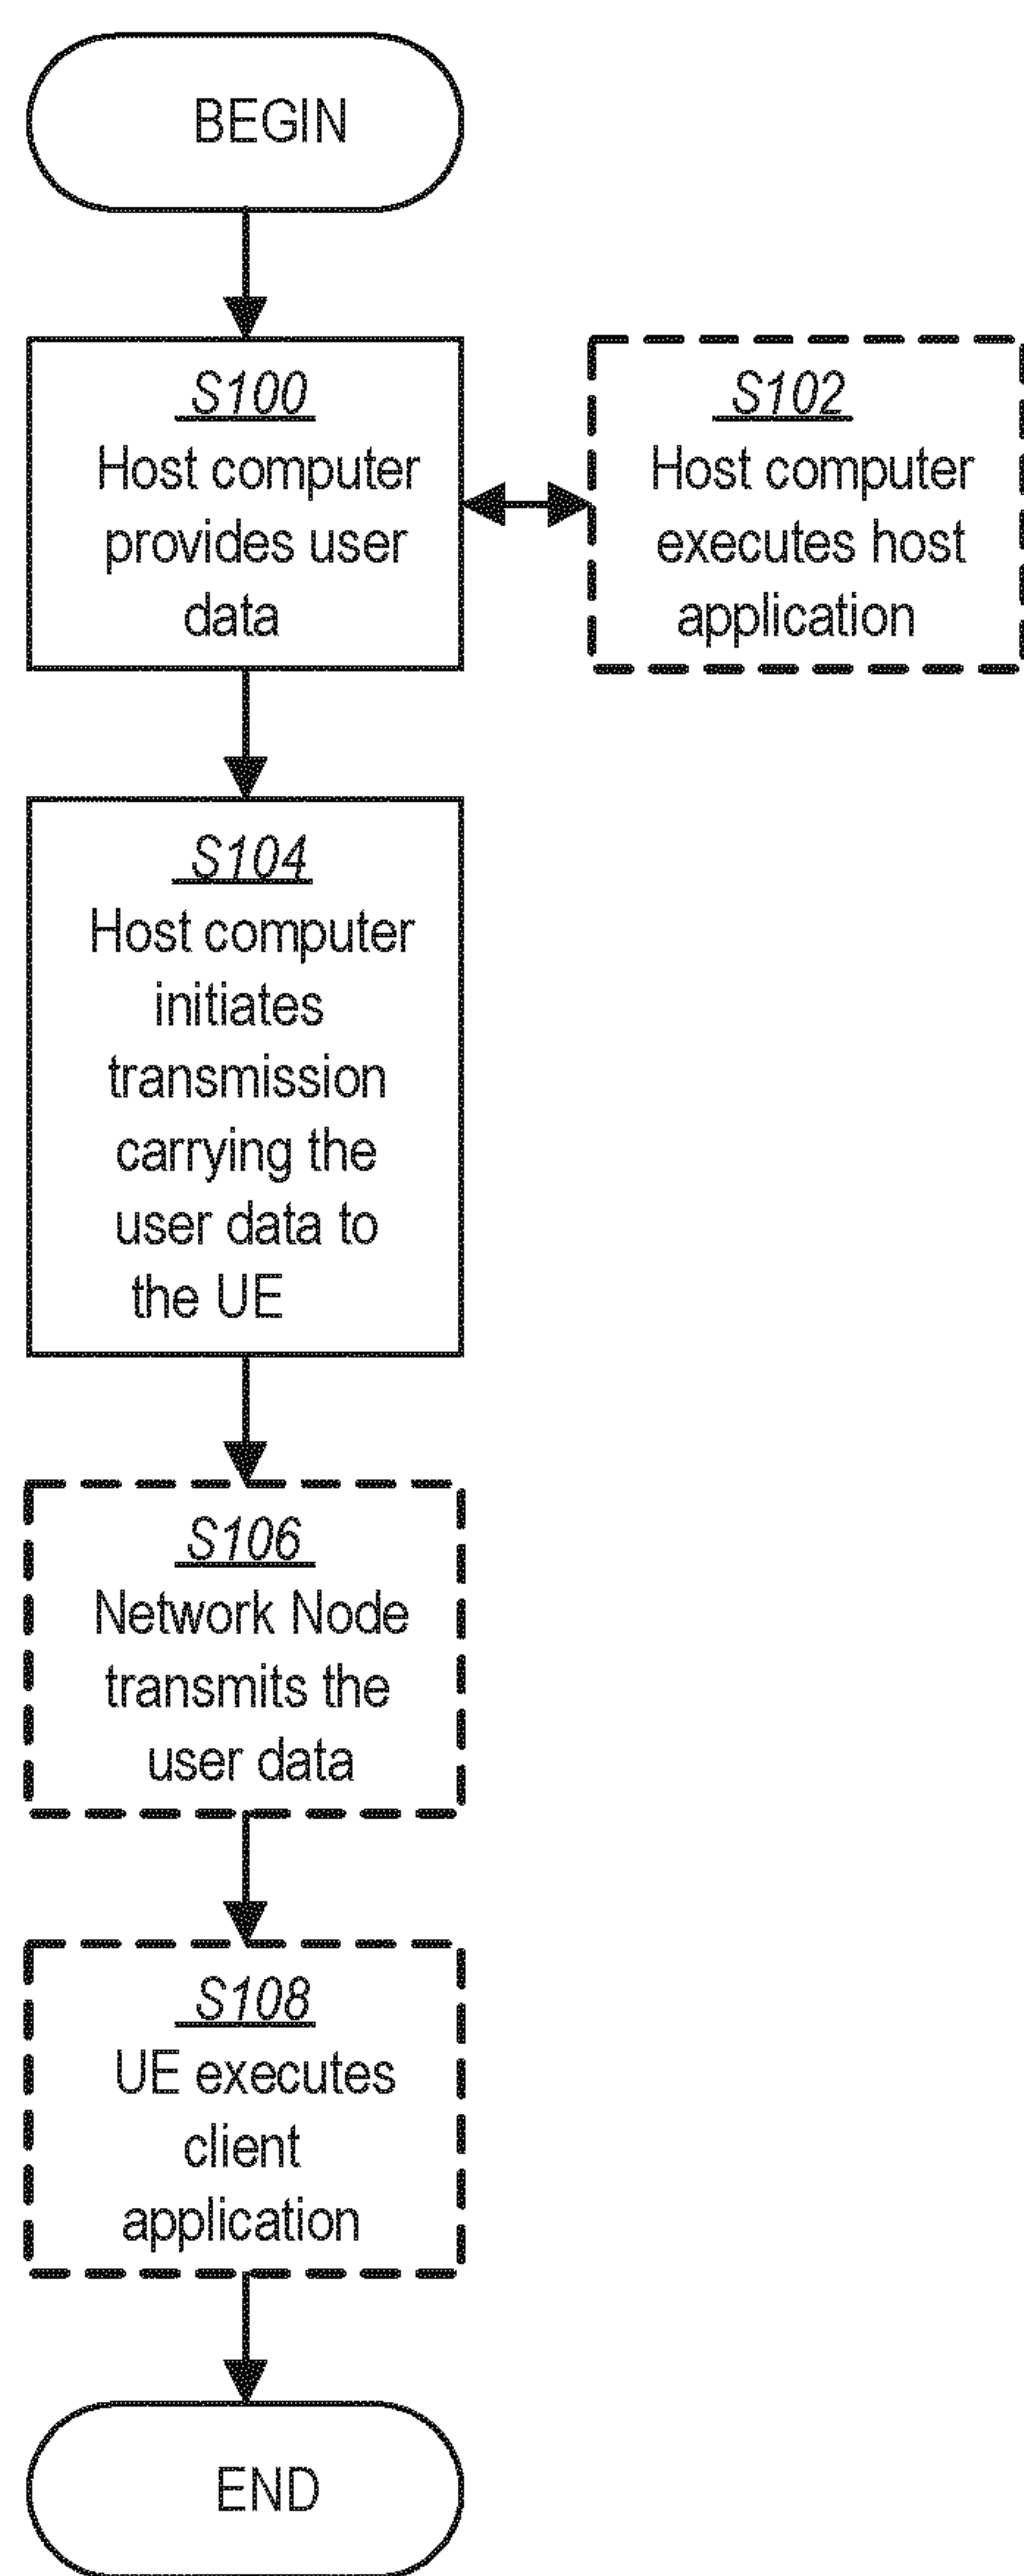 BEGIN
S100
Host computer
provides user
data
S102
Host computer
executes host
application
S104
Host computer
initiates
transmission
carrying the
user data to
the UE
S106
Network Node
transmits the
user data
S108
UE executes
client
application
END